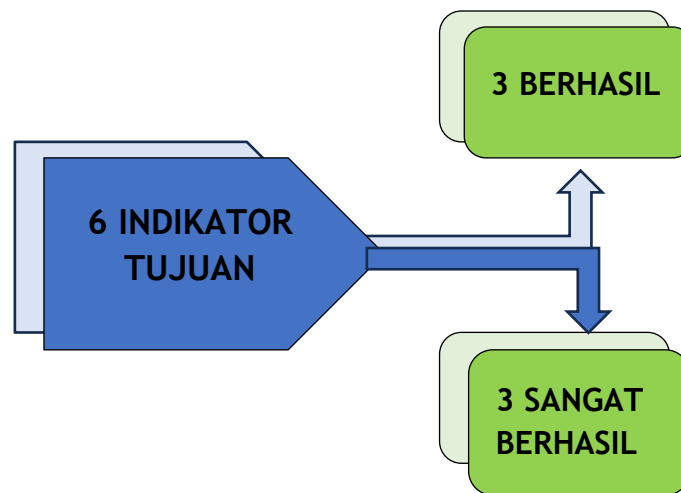 3 BERHASIL
6 INDIKATOR
TUJUAN
3 SANGAT
BERHASIL